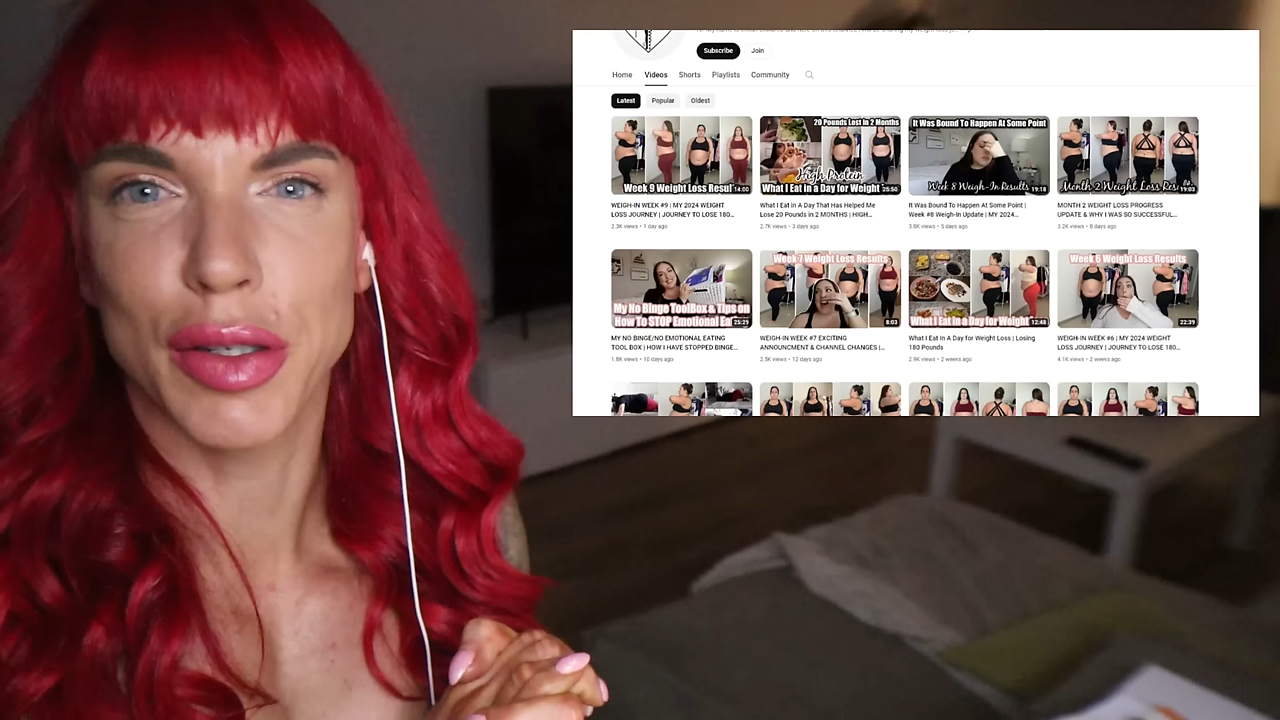 Subscribe
Join
Home
Videos
Shorts
Playlists
Community
Latest
Popular
Oldest
Week 9 Weight Loss Resul
14:00
20 Pounds Lost in 2 Months
High Protein
What I Eat in a Day for Weight
25:50
It Was Bound To Happen At Some Point
Week 8 Weigh-In Results
19:18
Month 2 Weight Loss Res
19:03
WEIGH-IN WEEK #9 | MY 2024 WEIGHT
LOSS JOURNEY | JOURNEY TO LOSE 180...
2.3K views • 1 day ago
What I Eat in A Day That Has Helped Me
Lose 20 Pounds in 2 MONTHS | HIGH...
2.7K views • 3 days ago
It Was Bound To Happen At Some Point |
Week #8 Weigh-In Update | MY 2024...
3.8K views • 5 days ago
MONTH 2 WEIGHT LOSS PROGRESS
UPDATE & WHY I WAS SO SUCCESSFUL...
3.2K views • 8 days ago
My No Binge ToolBox & Tips on
How To STOP Emotional Ea
25:29
Week 7 Weight Loss Results
8:03
What I Eat in a Day for Weight
12:48
Week 6 Weight Loss Results
22:39
MY NO BINGE/NO EMOTIONAL EATING
TOOL BOX | HOW I HAVE STOPPED BINGE...
1.8K views • 10 days ago
WEIGH-IN WEEK #7 EXCITING
ANNOUNCMENT & CHANNEL CHANGES |...
2.5K views • 12 days ago
What I Eat in A Day for Weight Loss | Losing
180 Pounds
2.9K views • 2 weeks ago
WEIGH-IN WEEK #6 | MY 2024 WEIGHT
LOSS JOURNEY | JOURNEY TO LOSE 180...
4.1K views • 2 weeks ago